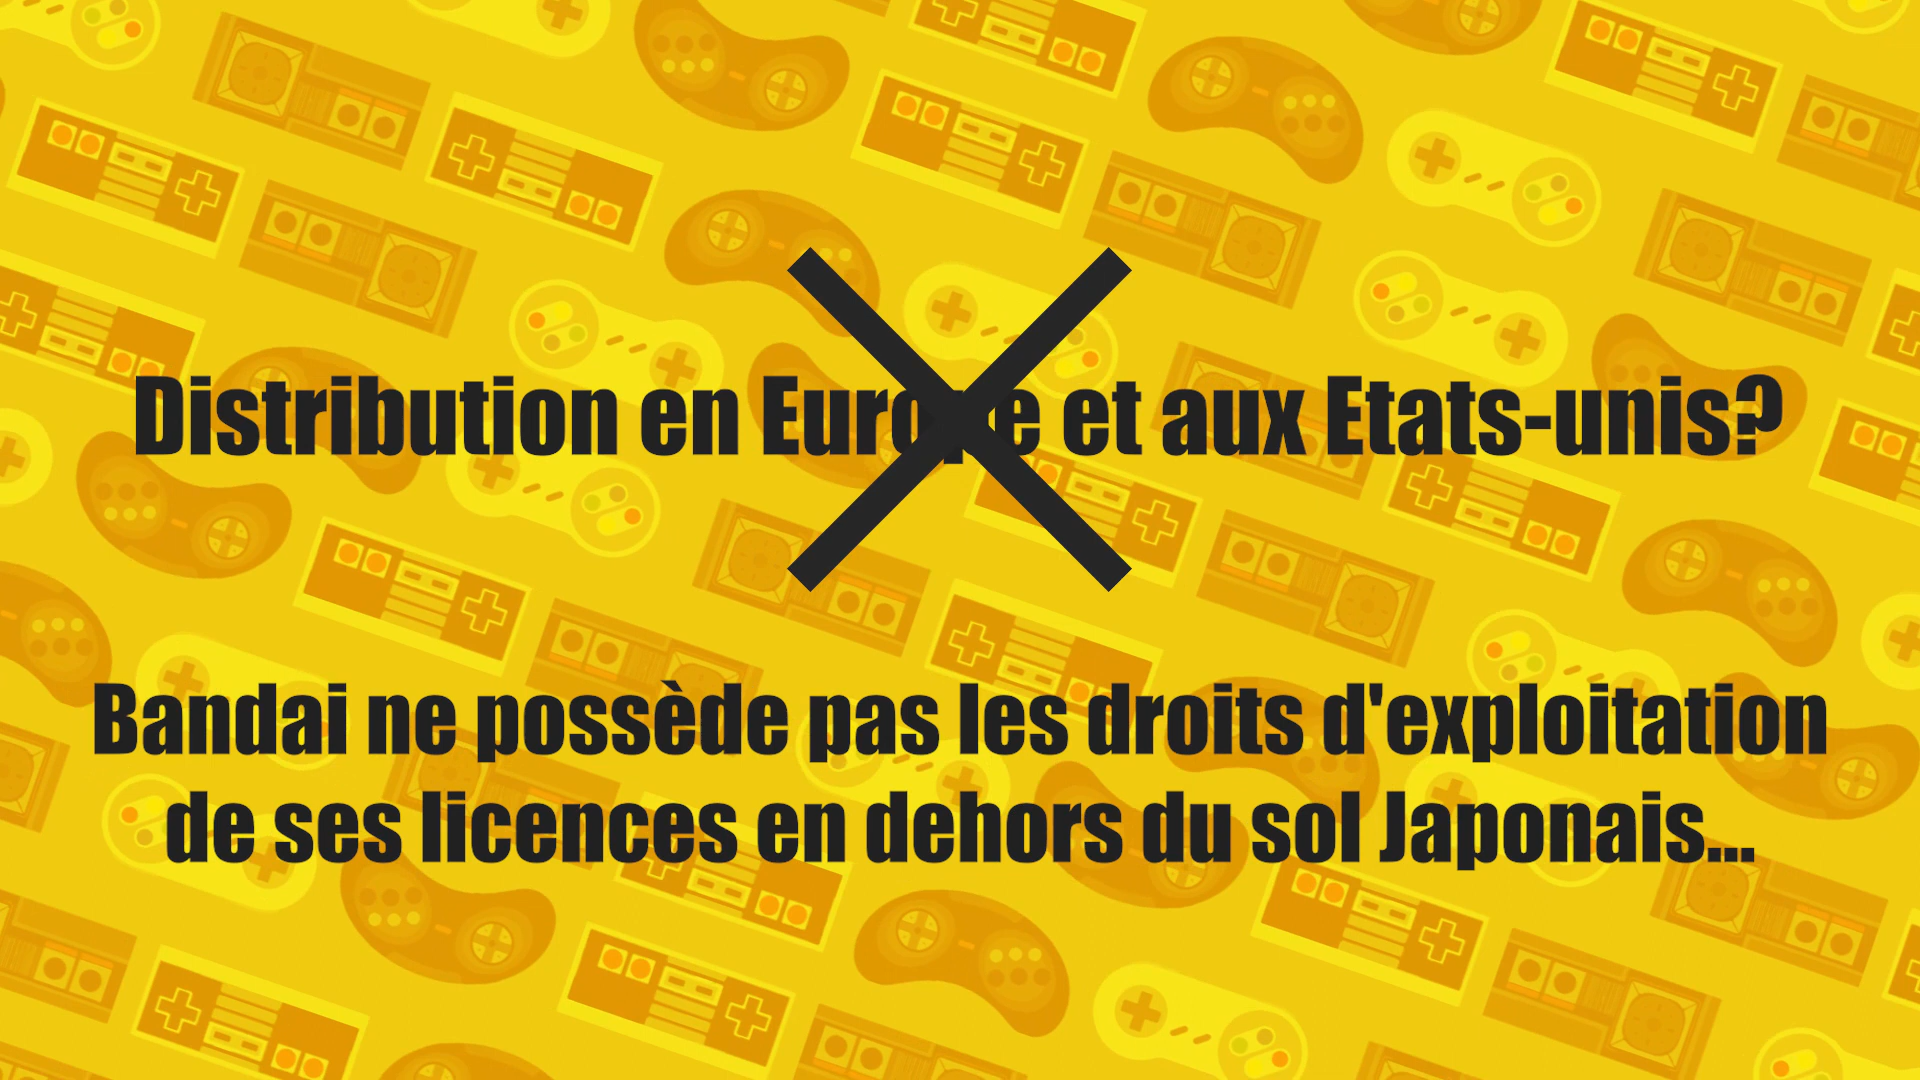 Distribution en Europe et aux Etats-unis?
Bandai ne possède pas les droits d'exploitation
de ses licences en dehors du sol Japonais...